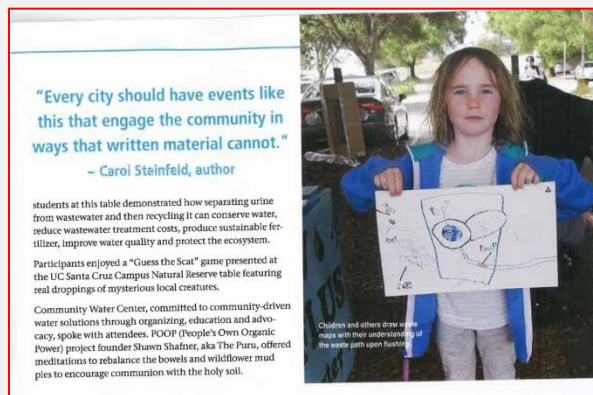 "Every city should have events like
this that engage the community in
ways that written material cannot."
~ Carol Steinfeld, author
students at this table demonstrated how separating urine
from wastewater and then recycling it can conserve water,
reduce wastewater treatment costs, produce sustainable fer-
tilizer, improve water quality and protect the ecosystem.
Participants enjoyed a "Guess the Scat" game presented at
the UC Santa Cruz Campus Natural Reserve table featuring
real droppings of mysterious local creatures.
Community Water Center, committed to community-driven
water solutions through organizing, education and advo-
cacy, spoke with attendees. POOP (People's Own Organic
Power) project founder Shawn Shafner, aka The Puru, offered
meditations to rebalance the bowels and wildflower mud
pies to encourage communion with the holy soil.
Children and others drew waste
maps with their understanding of
the waste path upon flushing.